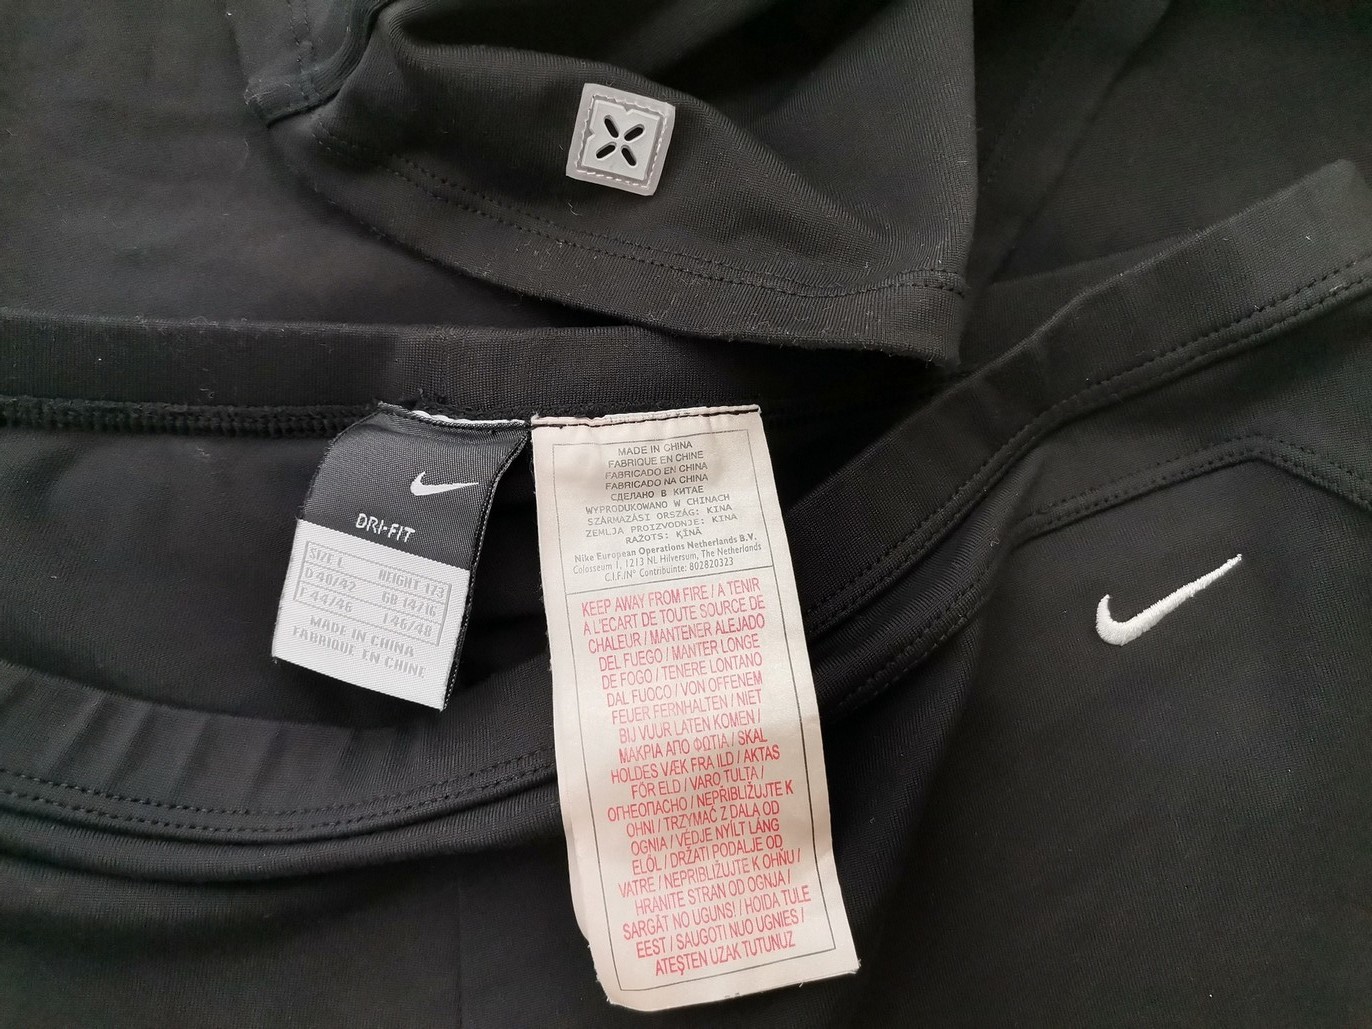 DRI-FIT
SIZE L HEIGHT 173
D 40/42 GB 14/16
F 44/46 I 46/48
MADE IN CHINA
FABRIQUE EN CHINE
MADE IN CHINA
FABRIQUE EN CHINE
FABRICADO EN CHINA
FABRICADO NA CHINA
СДЕЛАНО В КИТАЕ
WYPRODUKOWANO W CHINACH
SZÁRMAZÁSI ORSZÁG: KINA
ZEMLJA PROIZVODNJE: KINA
RAŽOTS: ĶĪNĀ
Nike European Operations Netherlands B.V.
Colosseum 1, 1213 NL Hilversum, The Netherlands
C.I.F./N° Contribuinte: 802820323
KEEP AWAY FROM FIRE / A TENIR
A L'ECART DE TOUTE SOURCE DE
CHALEUR / MANTENER ALEJADO
DEL FUEGO / MANTER LONGE
DE FOGO / TENERE LONTANO
DAL FUOCO / VON OFFENEM
FEUER FERNHALTEN / NIET
BIJ VUUR LATEN KOMEN /
ΜΑΚΡΙΑ ΑΠΟ ΦΩΤΙΑ / SKAL
HOLDES VÆK FRA ILD / AKTAS
FÖR ELD / VARO TULTA /
ОГНЕОПАСНО / NEPŘIBLIŽUJTE K
OHNI / TRZYMAĆ Z DALA OD
OGNIA / VÉDJE NYÍLT LÁNG
ELŐL / DRŽATI PODALJE OD
VATRE / NEPRIBLIŽUJTE K OHŇU /
HRANITE STRAN OD OGNJA /
SARGĀT NO UGUNS! / HOIDA TULE
EEST / SAUGOTI NUO UGNIES /
ATEŞTEN UZAK TUTUNUZ